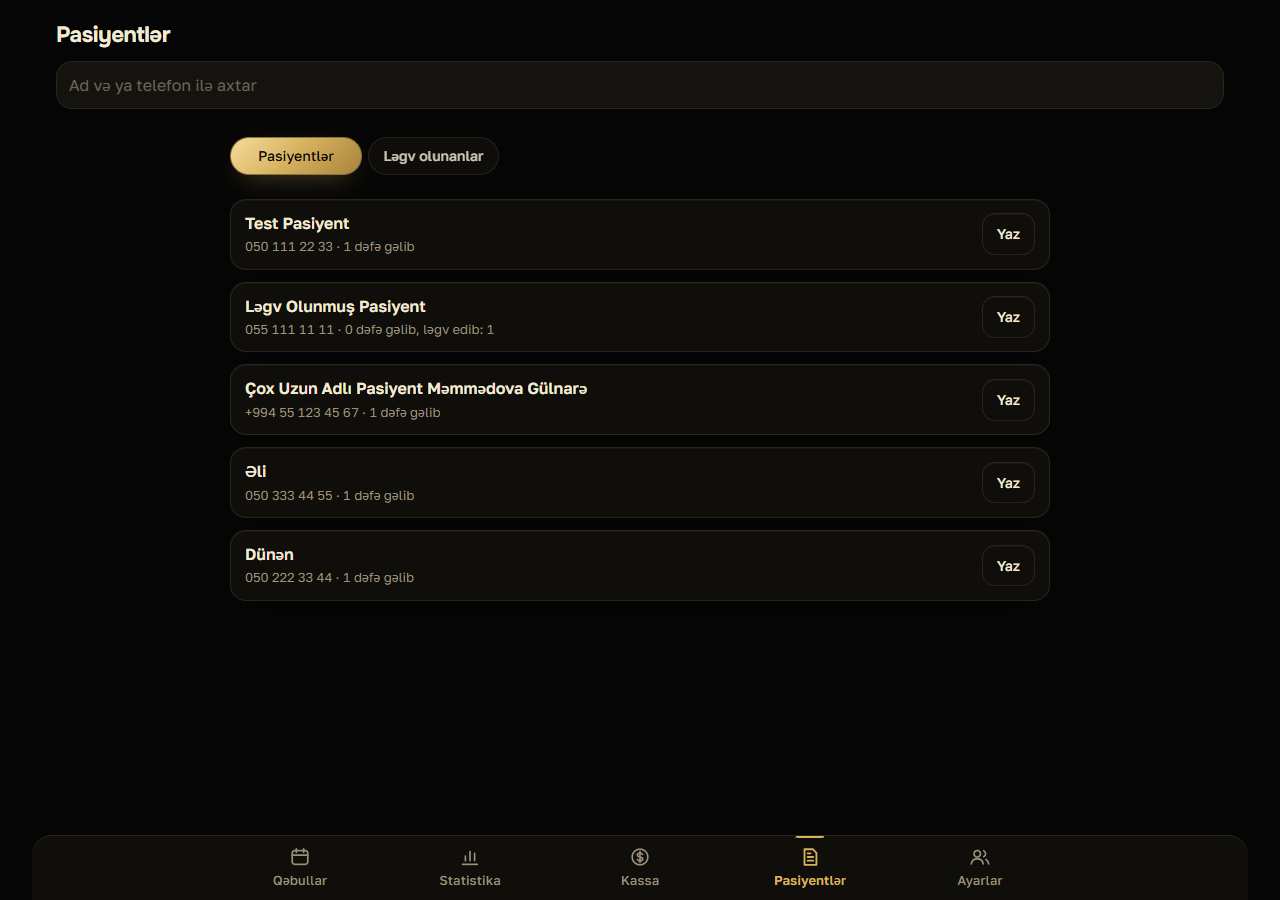 Pasiyentlər
Ad və ya telefon ilə axtar
Pasiyentlər
Ləgv olunanlar
Test Pasiyent
050 111 22 33 · 1 dəfə gəlib
Yaz
Ləgv Olunmuş Pasiyent
055 111 11 11 · 0 dəfə gəlib, ləgv edib: 1
Yaz
Çox Uzun Adlı Pasiyent Məmmədova Gülnarə
+994 55 123 45 67 · 1 dəfə gəlib
Yaz
Əli
050 333 44 55 · 1 dəfə gəlib
Yaz
Dünən
050 222 33 44 · 1 dəfə gəlib
Yaz
Qəbullar
Statistika
Kassa
Pasiyentlər
Ayarlar